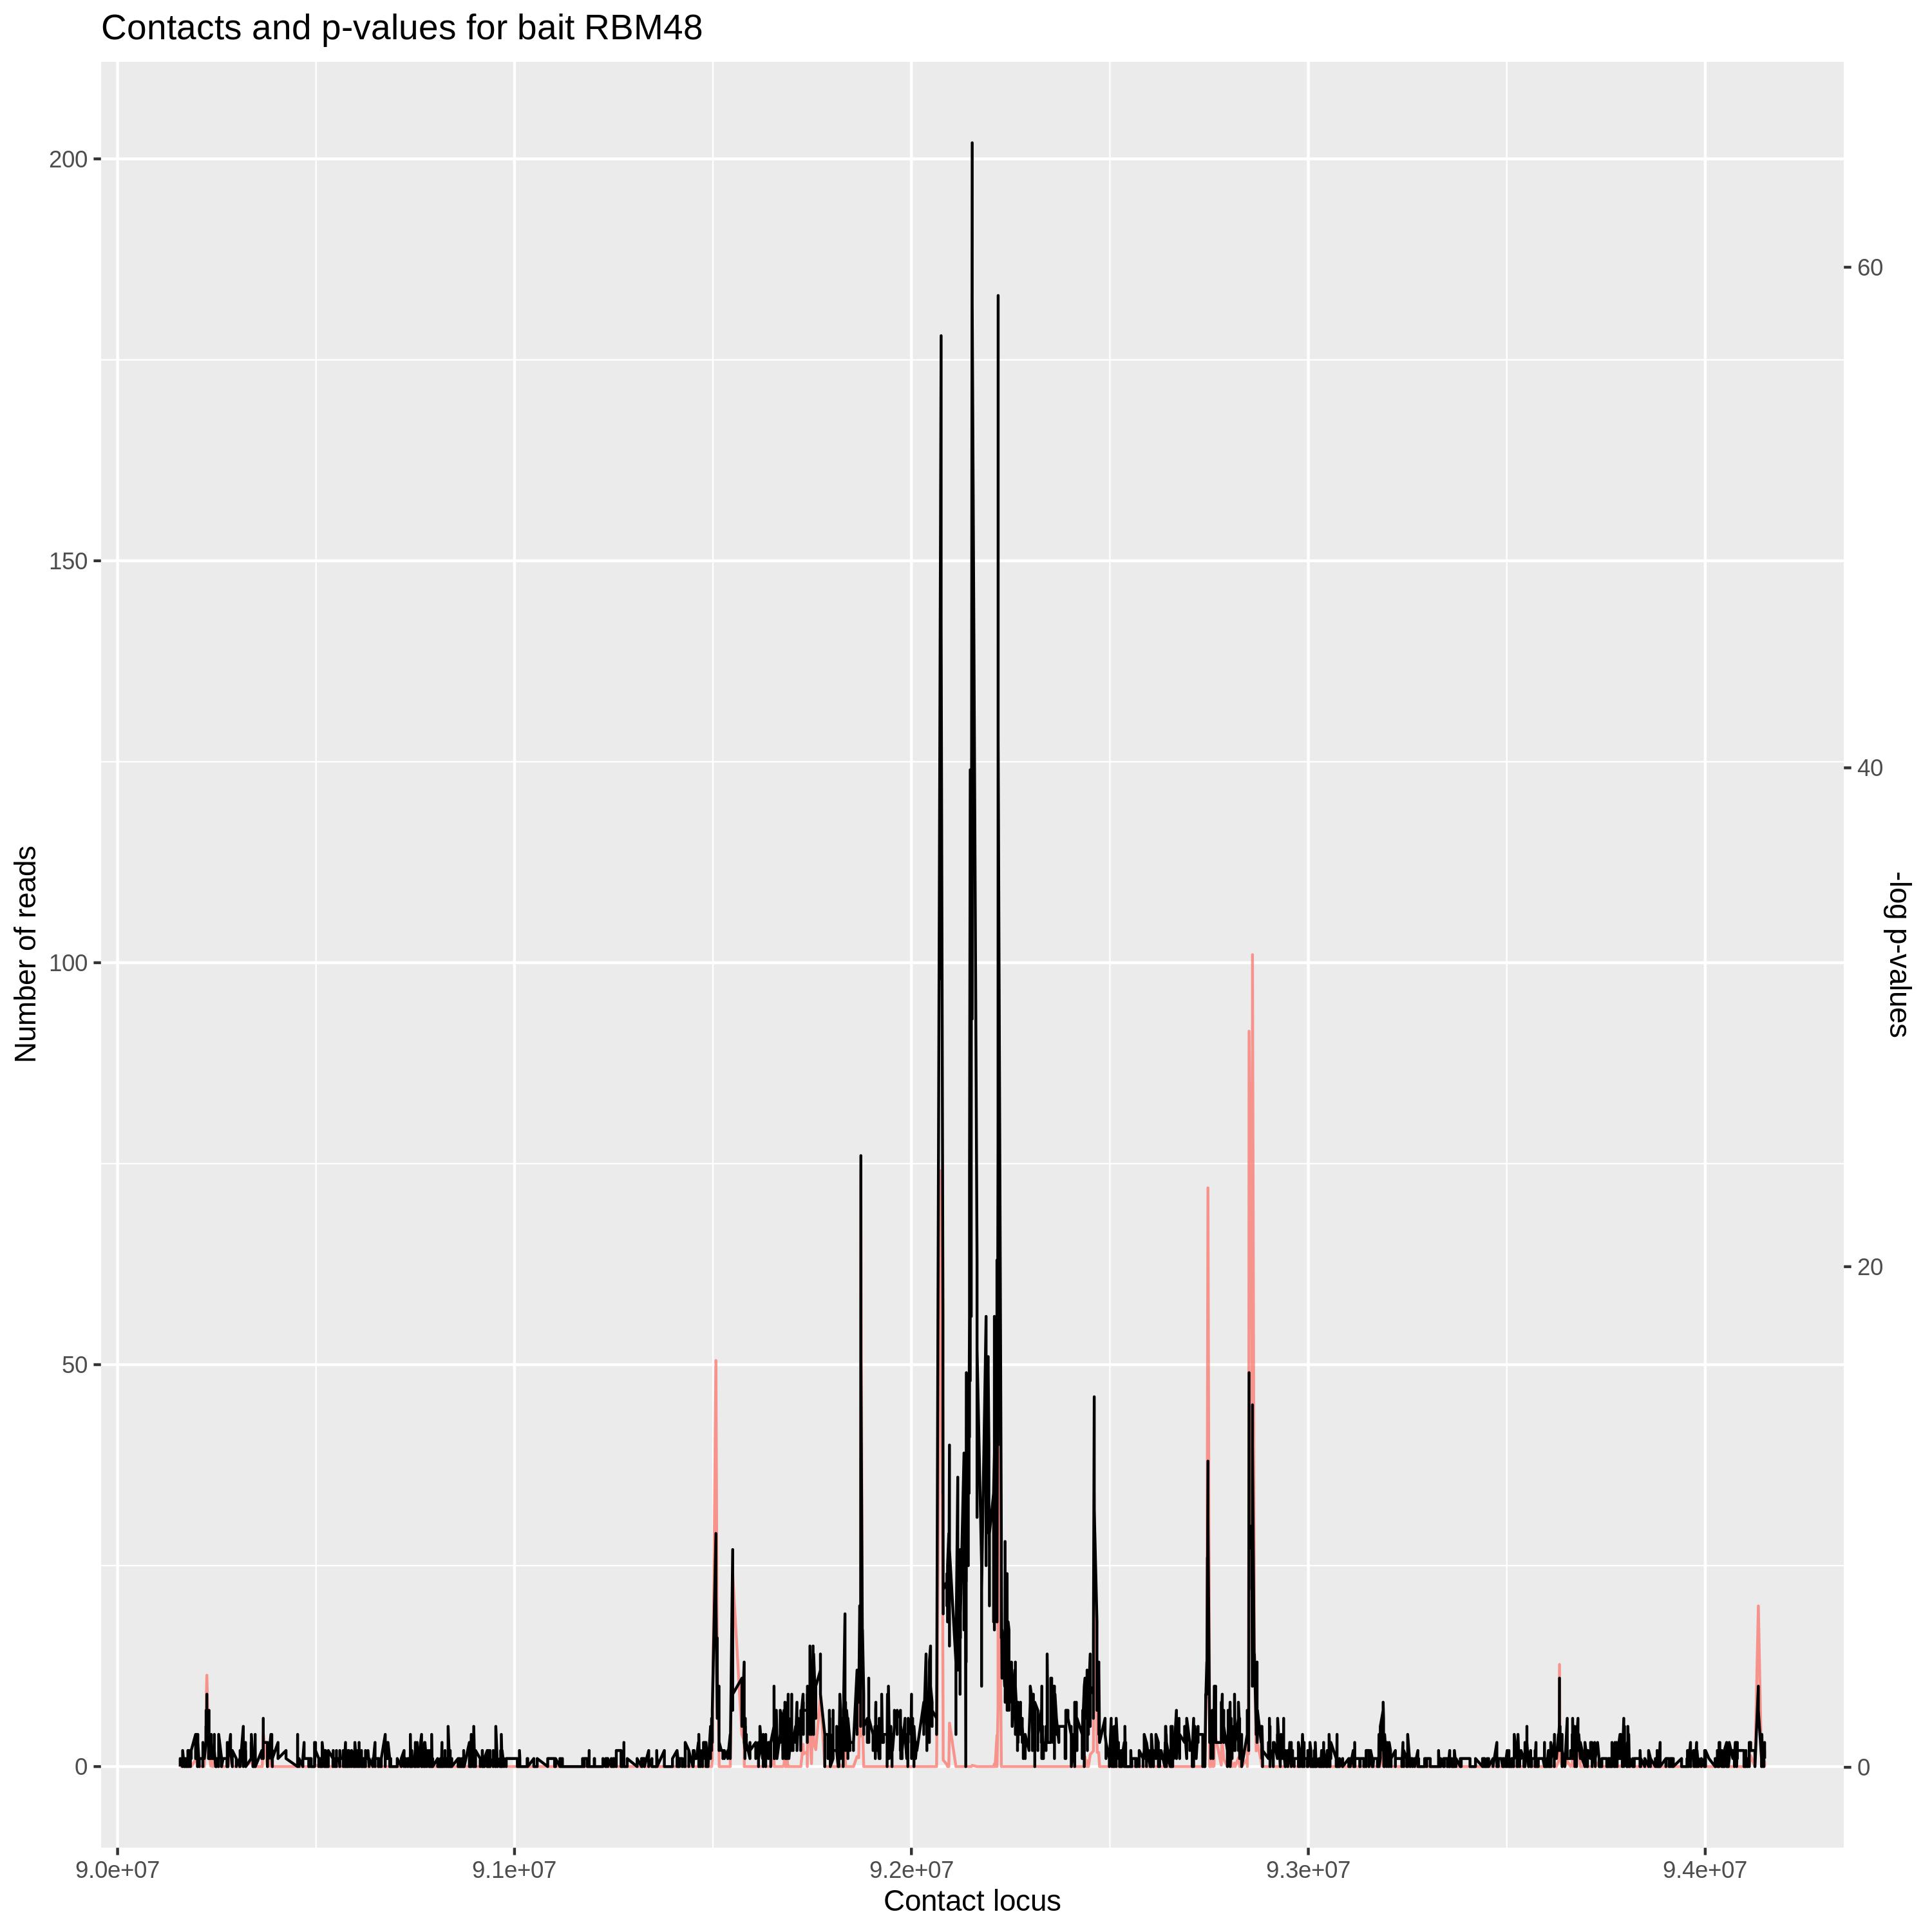 Contacts and p-values for bait RBM48
200
150
100
50
0
60
40
20
0
Number of reads
-log p-values
9.0e+07
9.1e+07
9.2e+07
9.3e+07
9.4e+07
Contact locus